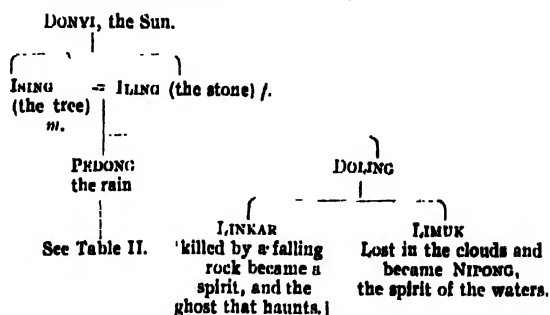 DONYI, the Sun.
INING = ILING (the stone) f.
(the tree)
m.
PEDONG
the rain
DOLING
See Table II.
LINKAR
killed by a falling
rock became a
spirit, and the
ghost that haunts.
LIMUK
Lost in the clouds and
became NIPONG,
the spirit of the waters.